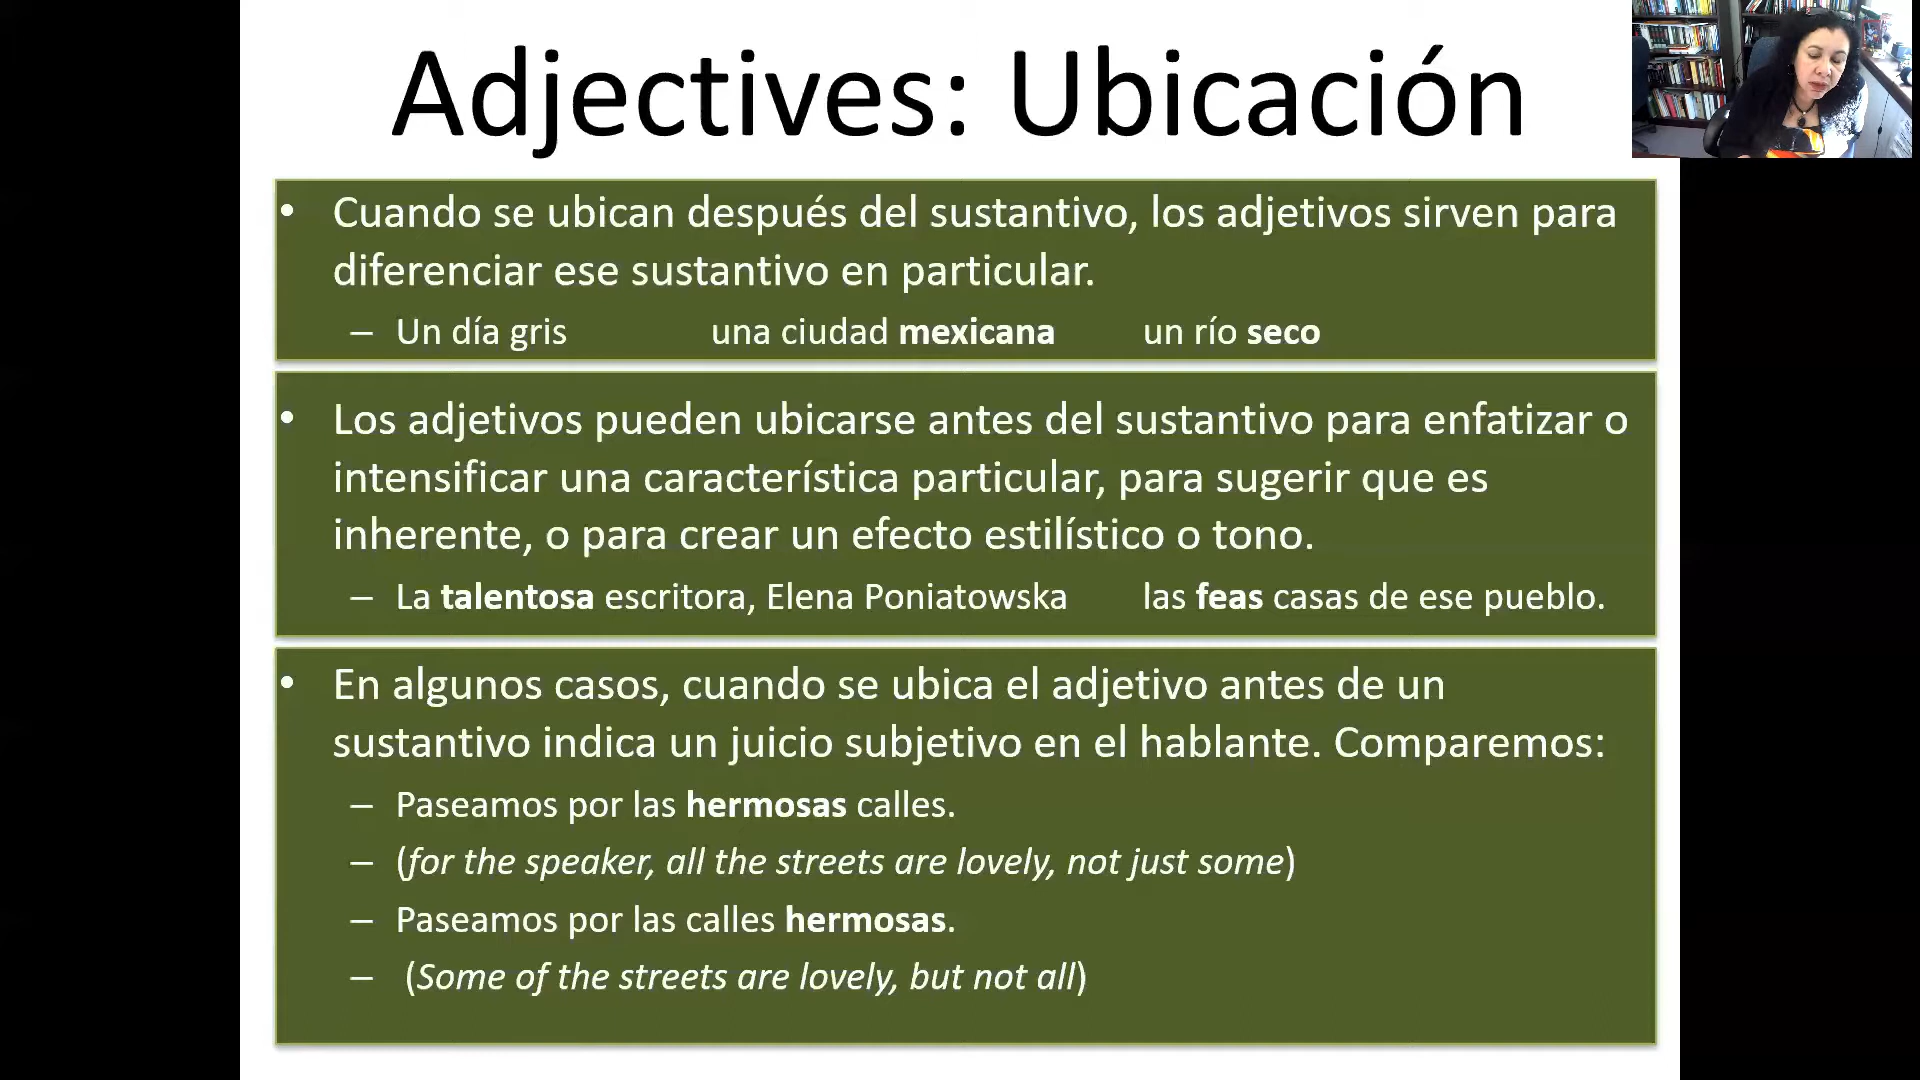 Adjectives: Ubicación
• Cuando se ubican después del sustantivo, los adjetivos sirven para
diferenciar ese sustantivo en particular.
– Un día gris una ciudad mexicana un río seco
• Los adjetivos pueden ubicarse antes del sustantivo para enfatizar o
intensificar una característica particular, para sugerir que es
inherente, o para crear un efecto estilístico o tono.
– La talentosa escritora, Elena Poniatowska las feas casas de ese pueblo.
• En algunos casos, cuando se ubica el adjetivo antes de un
sustantivo indica un juicio subjetivo en el hablante. Comparemos:
– Paseamos por las hermosas calles.
– (for the speaker, all the streets are lovely, not just some)
– Paseamos por las calles hermosas.
– (Some of the streets are lovely, but not all)